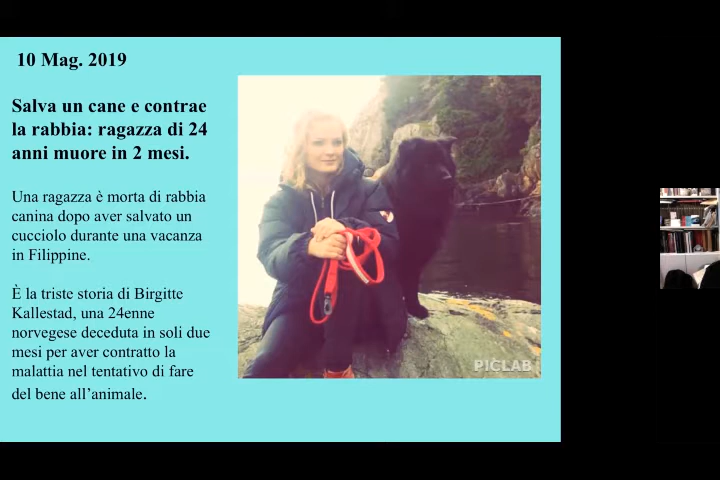 10 Mag. 2019
Salva un cane e contrae
la rabbia: ragazza di 24
anni muore in 2 mesi.
Una ragazza è morta di rabbia
canina dopo aver salvato un
cucciolo durante una vacanza
in Filippine.
È la triste storia di Birgitte
Kallestad, una 24enne
norvegese deceduta in soli due
mesi per aver contratto la
malattia nel tentativo di fare
del bene all’animale.
PICLAB